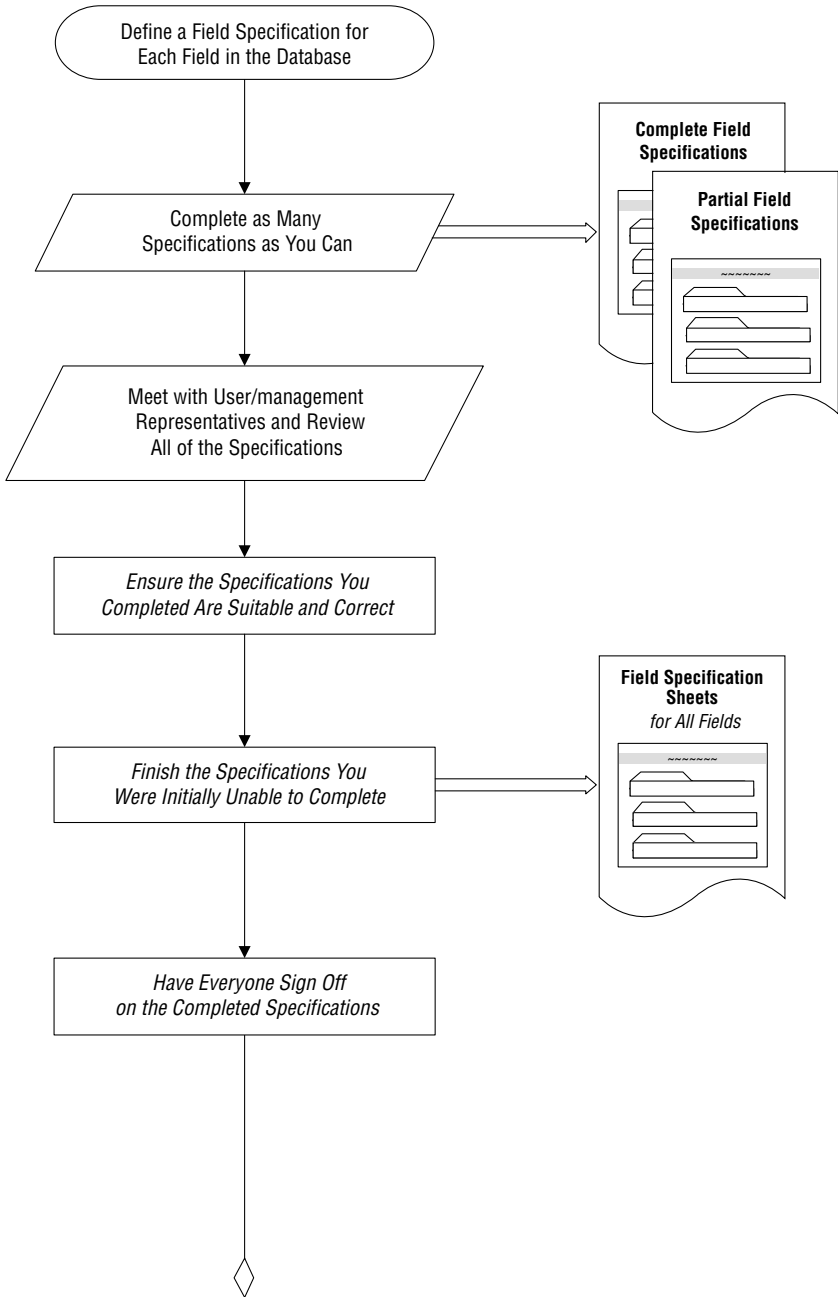 Define a Field Specification for
Each Field in the Database
Complete as Many
Specifications as You Can
Complete Field
Specifications
Partial Field
Specifications
~~~~~~~
Meet with User/management
Representatives and Review
All of the Specifications
Ensure the Specifications You
Completed Are Suitable and Correct
Finish the Specifications You
Were Initially Unable to Complete
Field Specification
Sheets
for All Fields
~~~~~~~
Have Everyone Sign Off
on the Completed Specifications